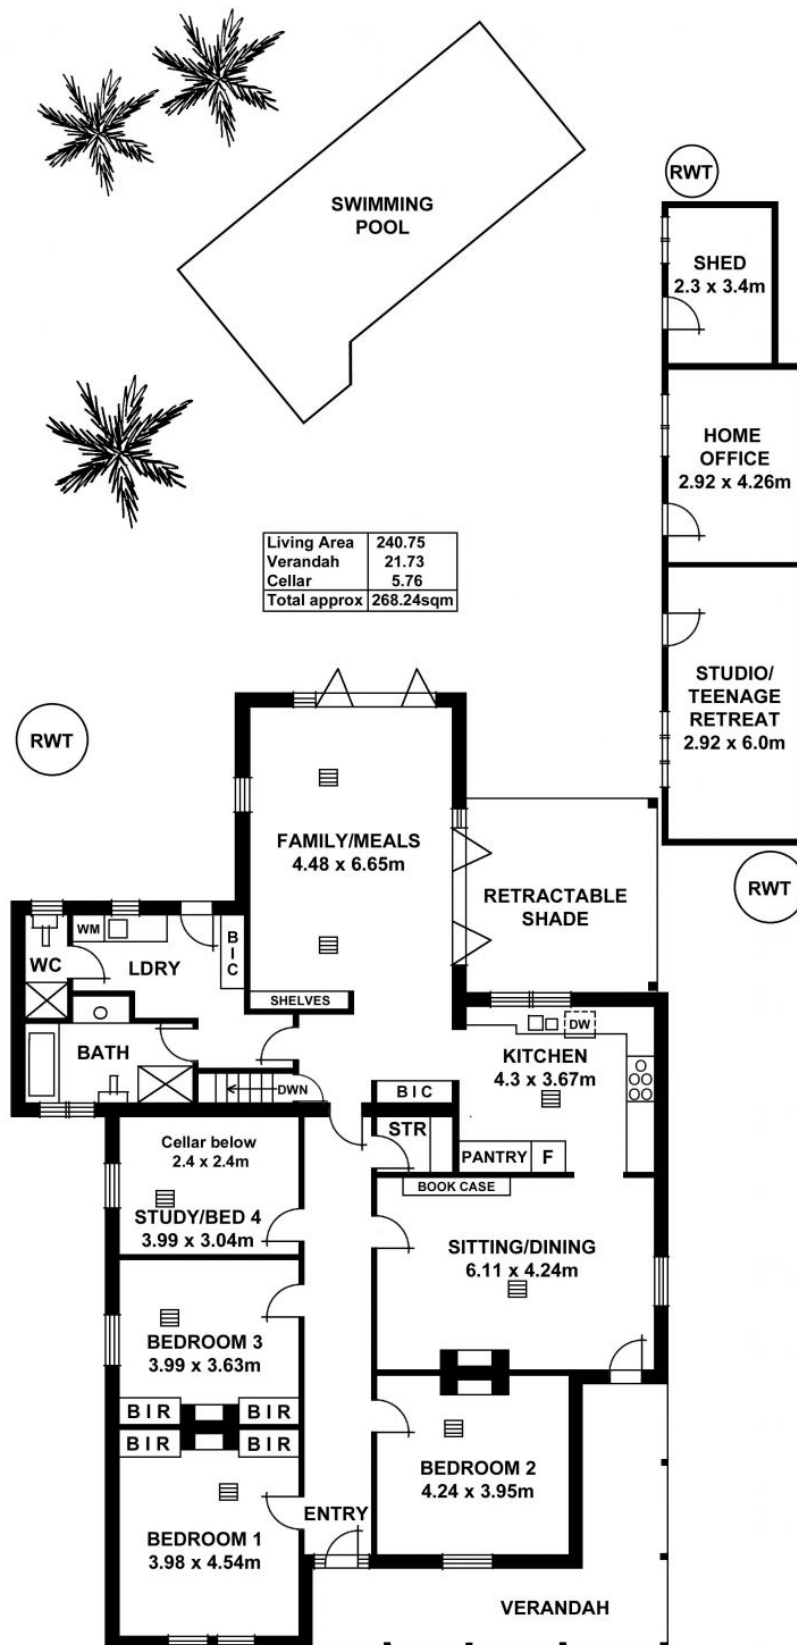 SWIMMING
POOL
RWT
SHED
2.3 x 3.4m
HOME
OFFICE
2.92 x 4.26m
Living Area 240.75
Verandah 21.73
Cellar 5.76
Total approx 268.24sqm
STUDIO/
TEENAGE
RETREAT
2.92 x 6.0m
RWT
FAMILY/MEALS
4.48 x 6.65m
RETRACTABLE
SHADE
RWT
WM
WC
LDRY
B
I
C
SHELVES
BATH
DWN
KITCHEN
4.3 x 3.67m
DW
B I C
STR
PANTRY
F
BOOK CASE
Cellar below
2.4 x 2.4m
STUDY/BED 4
3.99 x 3.04m
SITTING/DINING
6.11 x 4.24m
BEDROOM 3
3.99 x 3.63m
B I R
B I R
B I R
B I R
BEDROOM 2
4.24 x 3.95m
ENTRY
BEDROOM 1
3.98 x 4.54m
VERANDAH